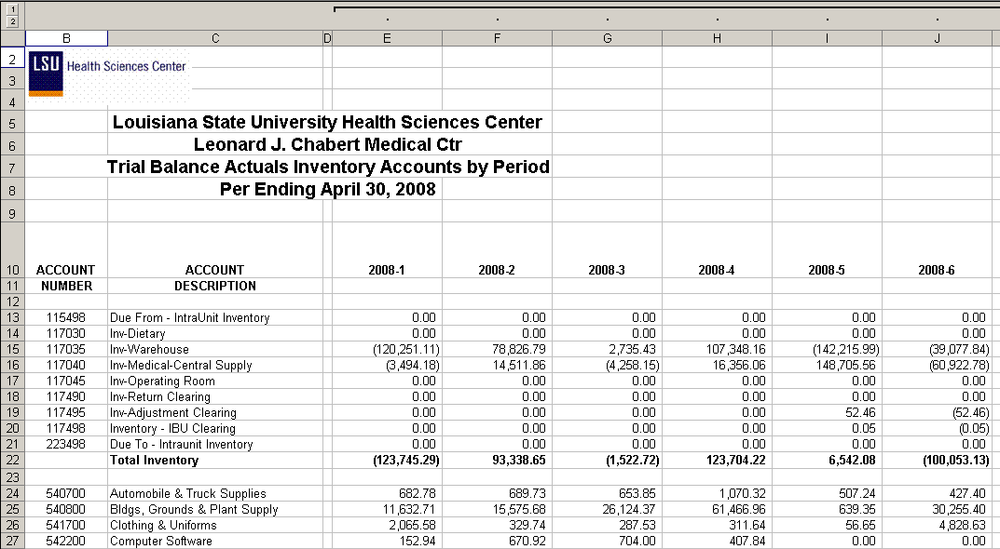 1
2
B C D E F G H I J
2 LSU Health Sciences Center
3
4
5 Louisiana State University Health Sciences Center
6 Leonard J. Chabert Medical Ctr
7 Trial Balance Actuals Inventory Accounts by Period
8 Per Ending April 30, 2008
9
10 ACCOUNT ACCOUNT 2008-1 2008-2 2008-3 2008-4 2008-5 2008-6
11 NUMBER DESCRIPTION
12
13 115498 Due From - IntraUnit Inventory 0.00 0.00 0.00 0.00 0.00 0.00
14 117030 Inv-Dietary 0.00 0.00 0.00 0.00 0.00 0.00
15 117035 Inv-Warehouse (120,251.11) 78,826.79 2,735.43 107,348.16 (142,215.99) (39,077.84)
16 117040 Inv-Medical-Central Supply (3,494.18) 14,511.86 (4,258.15) 16,356.06 148,705.56 (60,922.78)
17 117045 Inv-Operating Room 0.00 0.00 0.00 0.00 0.00 0.00
18 117490 Inv-Return Clearing 0.00 0.00 0.00 0.00 0.00 0.00
19 117495 Inv-Adjustment Clearing 0.00 0.00 0.00 0.00 52.46 (52.46)
20 117498 Inventory - IBU Clearing 0.00 0.00 0.00 0.00 0.05 (0.05)
21 223498 Due To - Intraunit Inventory 0.00 0.00 0.00 0.00 0.00 0.00
22 Total Inventory (123,745.29) 93,338.65 (1,522.72) 123,704.22 6,542.08 (100,053.13)
23
24 540700 Automobile & Truck Supplies 682.78 689.73 653.85 1,070.32 507.24 427.40
25 540800 Bldgs, Grounds & Plant Supply 11,632.71 15,575.68 26,124.37 61,466.96 639.35 30,255.40
26 541700 Clothing & Uniforms 2,065.58 329.74 287.53 311.64 56.65 4,828.63
27 542200 Computer Software 152.94 670.92 704.00 407.84 0.00 0.00